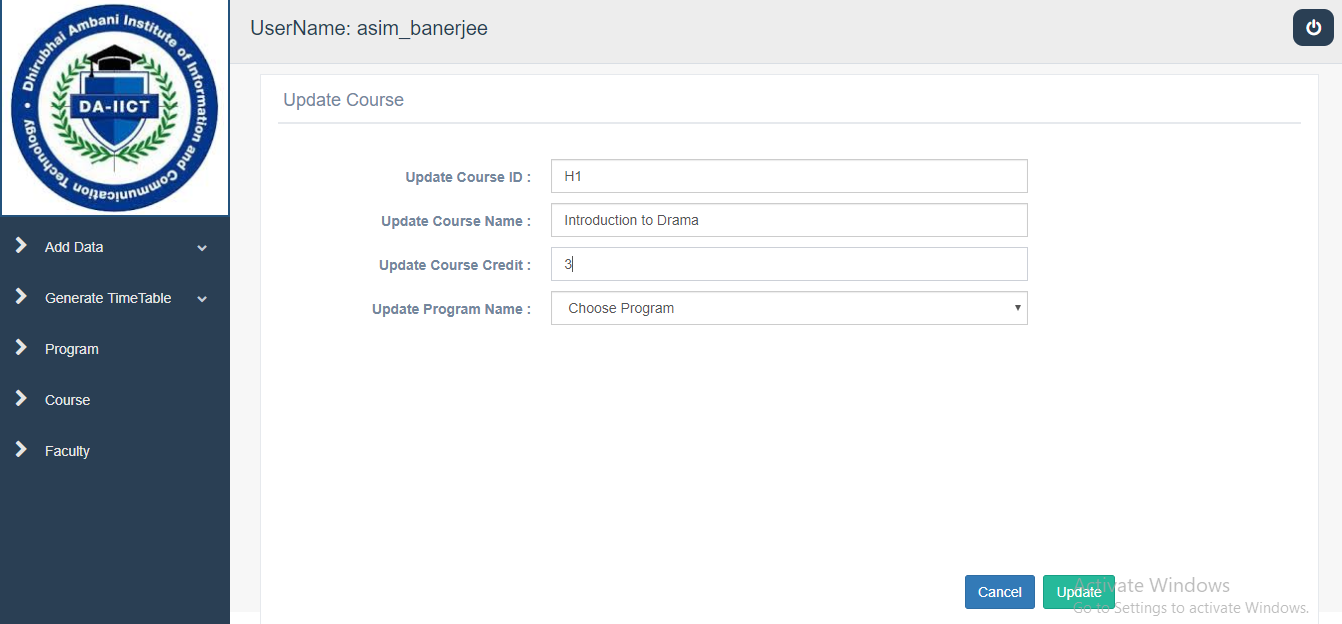 Dhirubhai Ambani Institute of Information and Communication Technology
DA-IICT
UserName: asim_banerjee
Add Data
Generate TimeTable
Program
Course
Faculty
Update Course
Update Course ID :
H1
Update Course Name :
Introduction to Drama
Update Course Credit :
3
Update Program Name :
Choose Program
Cancel
Update
Activate Windows
Go to Settings to activate Windows.